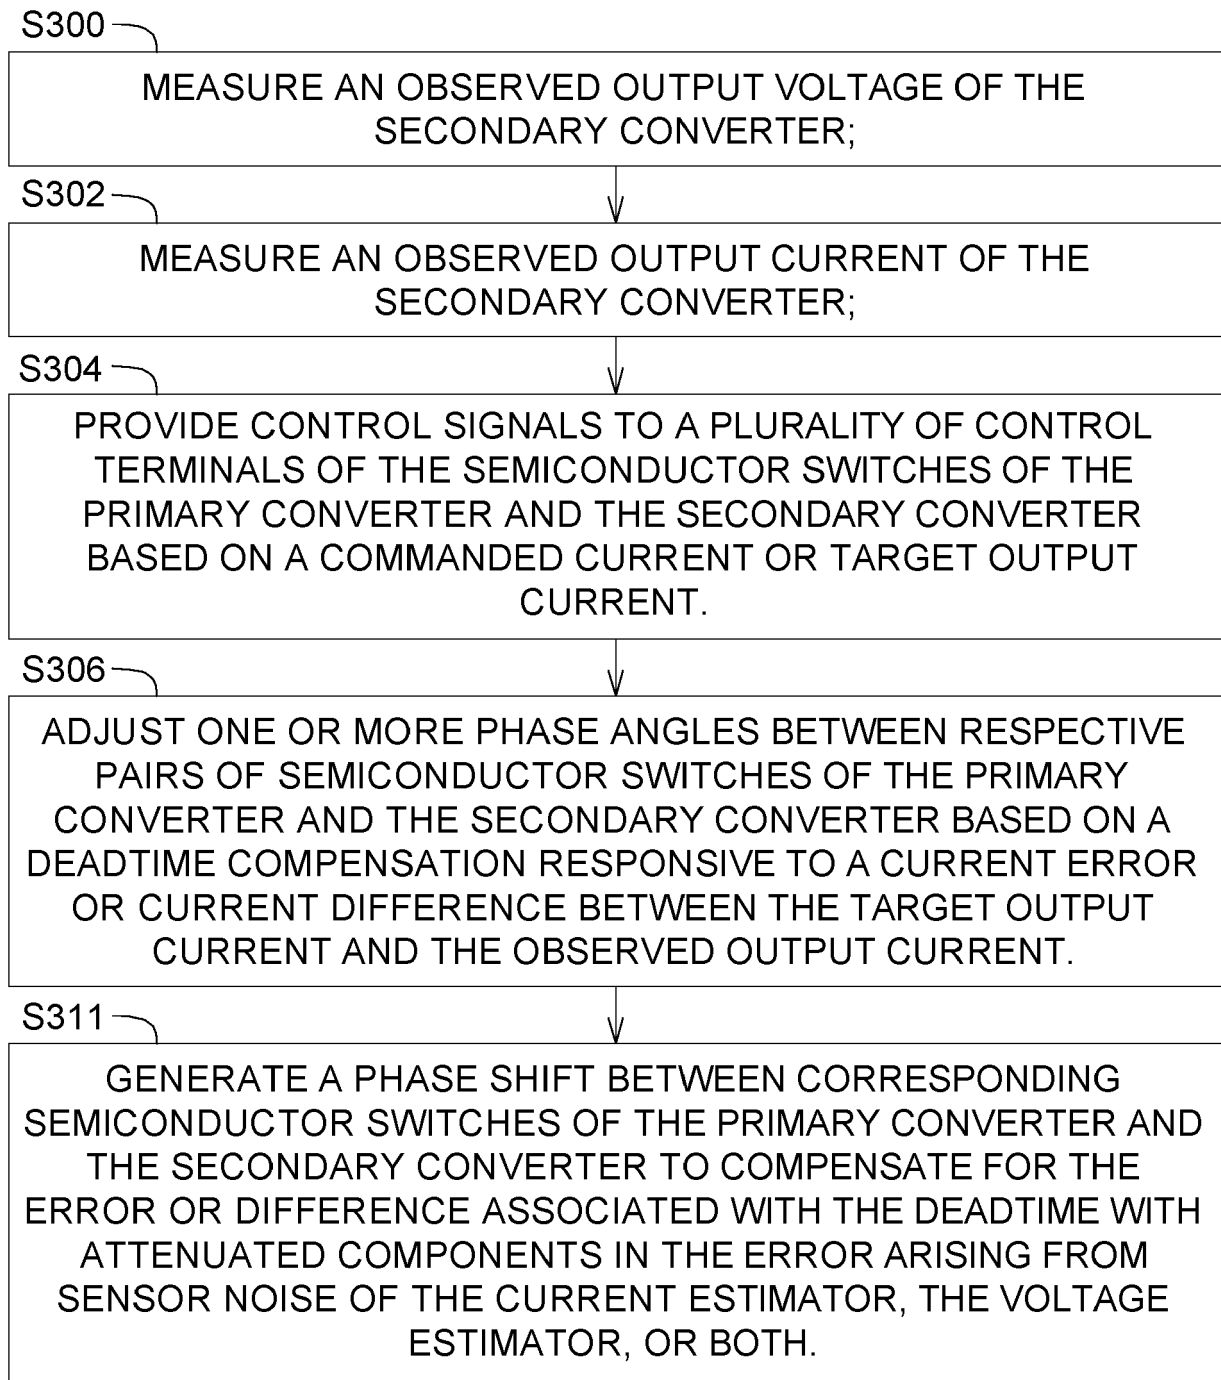 S300
MEASURE AN OBSERVED OUTPUT VOLTAGE OF THE
SECONDARY CONVERTER;
S302
MEASURE AN OBSERVED OUTPUT CURRENT OF THE
SECONDARY CONVERTER;
S304
PROVIDE CONTROL SIGNALS TO A PLURALITY OF CONTROL
TERMINALS OF THE SEMICONDUCTOR SWITCHES OF THE
PRIMARY CONVERTER AND THE SECONDARY CONVERTER
BASED ON A COMMANDED CURRENT OR TARGET OUTPUT
CURRENT.
S306
ADJUST ONE OR MORE PHASE ANGLES BETWEEN RESPECTIVE
PAIRS OF SEMICONDUCTOR SWITCHES OF THE PRIMARY
CONVERTER AND THE SECONDARY CONVERTER BASED ON A
DEADTIME COMPENSATION RESPONSIVE TO A CURRENT ERROR
OR CURRENT DIFFERENCE BETWEEN THE TARGET OUTPUT
CURRENT AND THE OBSERVED OUTPUT CURRENT.
S311
GENERATE A PHASE SHIFT BETWEEN CORRESPONDING
SEMICONDUCTOR SWITCHES OF THE PRIMARY CONVERTER AND
THE SECONDARY CONVERTER TO COMPENSATE FOR THE
ERROR OR DIFFERENCE ASSOCIATED WITH THE DEADTIME WITH
ATTENUATED COMPONENTS IN THE ERROR ARISING FROM
SENSOR NOISE OF THE CURRENT ESTIMATOR, THE VOLTAGE
ESTIMATOR, OR BOTH.